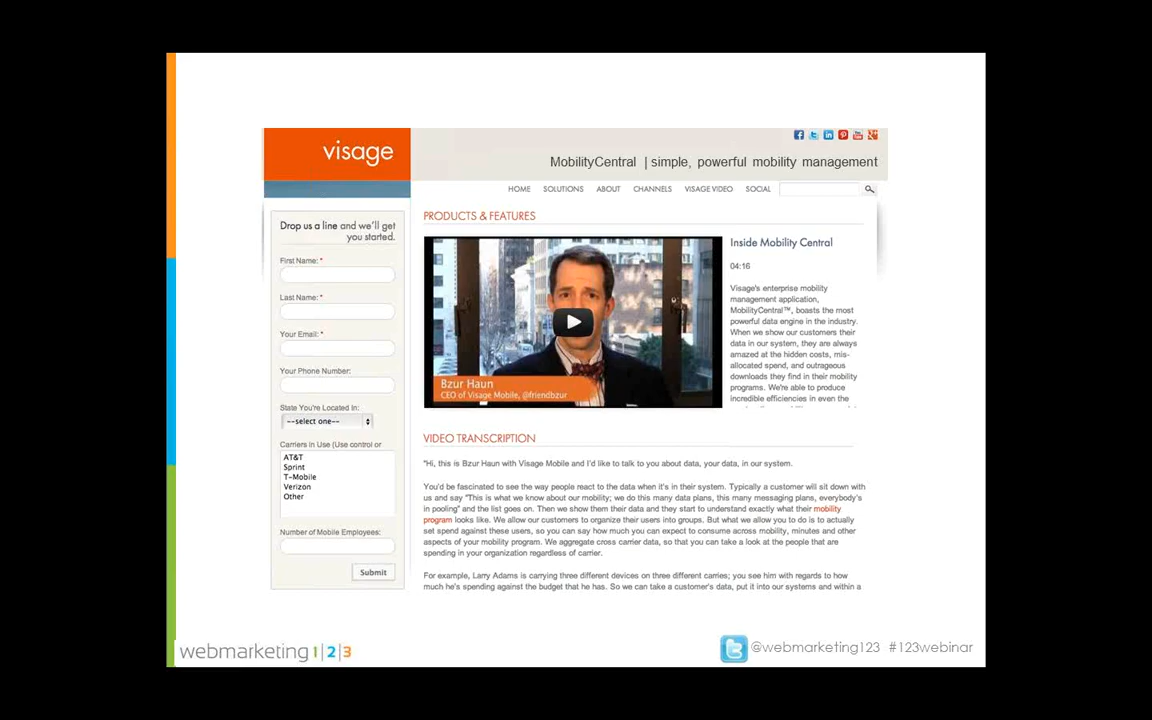 visage
MobilityCentral | simple, powerful mobility management
HOME SOLUTIONS ABOUT CHANNELS VISAGE VIDEO SOCIAL
Drop us a line and we'll get
you started.
First Name: *
Last Name: *
Your Email: *
Your Phone Number:
State You're Located In:
--select one--
Carriers in Use (Use control or
AT&T
Sprint
T-Mobile
Verizon
Other
Number of Mobile Employees:
Submit
PRODUCTS & FEATURES
Bzur Haun
CEO of Visage Mobile, @friendbzur
Inside Mobility Central
04:16
Visage's enterprise mobility
management application,
MobilityCentral™, boasts the most
powerful data engine in the industry.
When we show our customers their
data in our system, they are always
amazed at the hidden costs, mis-
allocated spend, and outrageous
downloads they find in their mobility
programs. We're able to produce
incredible efficiencies in even the
VIDEO TRANSCRIPTION
"Hi, this is Bzur Haun with Visage Mobile and I'd like to talk to you about data, your data, in our system.
You'd be fascinated to see the way people react to the data when it's in their system. Typically a customer will sit down with
us and say "This is what we know about our mobility; we do this many data plans, this many messaging plans, everybody's
in pooling" and the list goes on. Then we show them their data and they start to understand exactly what their mobility
program looks like. We allow our customers to organize their users into groups. But what we allow you to do is to actually
set spend against these users, so you can say how much you can expect to consume across mobility, minutes and other
aspects of your mobility program. We aggregate cross carrier data, so that you can take a look at the people that are
spending in your organization regardless of carrier.
For example, Larry Adams is carrying three different devices on three different carries; you see him with regards to how
much he's spending against the budget that he has. So we can take a customer's data, put it into our systems and within a
webmarketing 1|2|3
@webmarketing123 #123webinar